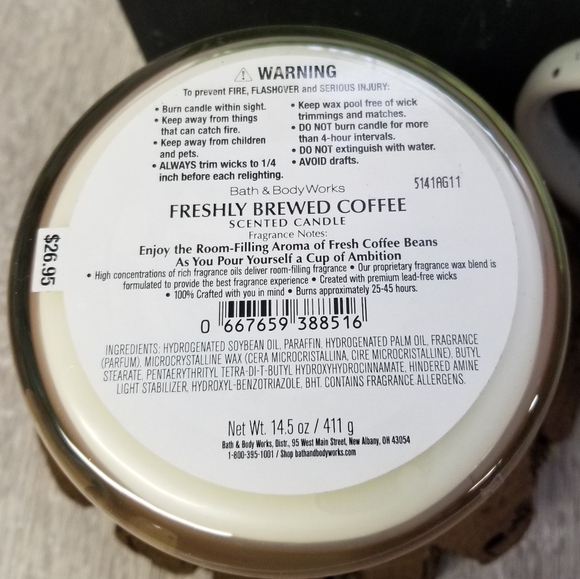 ⚠ WARNING
To prevent FIRE, FLASHOVER and SERIOUS INJURY:
• Burn candle within sight.
• Keep away from things
that can catch fire.
• Keep away from children
and pets.
• ALWAYS trim wicks to 1/4
inch before each relighting.
• Keep wax pool free of wick
trimmings and matches.
• DO NOT burn candle for more
than 4-hour intervals.
• DO NOT extinguish with water.
• AVOID drafts.
Bath & Body Works
5141AG11
FRESHLY BREWED COFFEE
SCENTED CANDLE
Fragrance Notes:
Enjoy the Room-Filling Aroma of Fresh Coffee Beans
As You Pour Yourself a Cup of Ambition
• High concentrations of rich fragrance oils deliver room-filling fragrance • Our proprietary fragrance wax blend is
formulated to provide the best fragrance experience • Created with premium lead-free wicks
• 100% Crafted with you in mind • Burns approximately 25-45 hours.
$26.95
0 667659 388516
INGREDIENTS: HYDROGENATED SOYBEAN OIL, PARAFFIN, HYDROGENATED PALM OIL, FRAGRANCE
(PARFUM), MICROCRYSTALLINE WAX (CERA MICROCRISTALLINA, CIRE MICROCRISTALLINE), BUTYL
STEARATE, PENTAERYTHRITYL TETRA-DI-T-BUTYL HYDROXYHYDROCINNAMATE, HINDERED AMINE
LIGHT STABILIZER, HYDROXYL-BENZOTRIAZOLE, BHT. CONTAINS FRAGRANCE ALLERGENS.
Net Wt. 14.5 oz / 411 g
Bath & Body Works, Distr., 95 West Main Street, New Albany, OH 43054
1-800-395-1001 / Shop bathandbodyworks.com